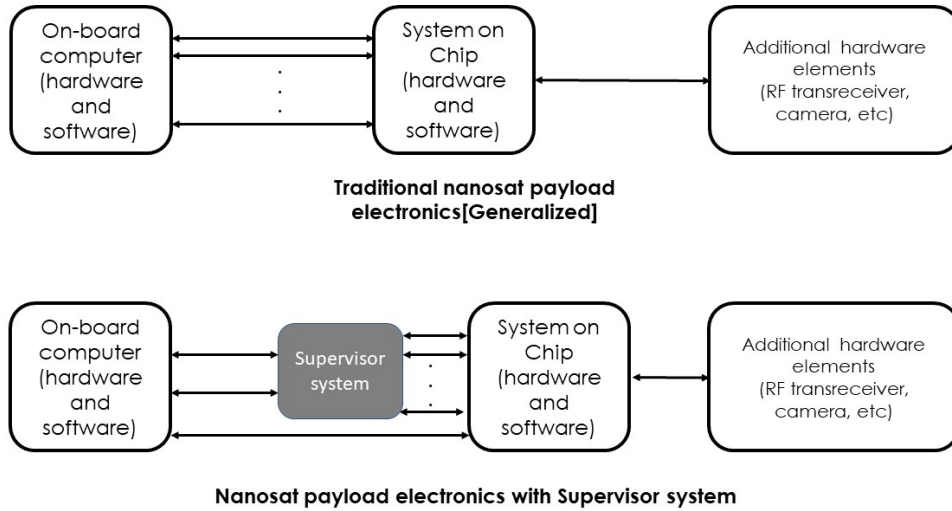 On-board
computer
(hardware
and
software)
System on
Chip
(hardware
and
software)
Additional hardware
elements
(RF transreceiver,
camera, etc)
Traditional nanosat payload
electronics[Generalized]
On-board
computer
(hardware
and
software)
Supervisor
system
System on
Chip
(hardware
and
software)
Additional hardware
elements
(RF transreceiver,
camera, etc)
Nanosat payload electronics with Supervisor system